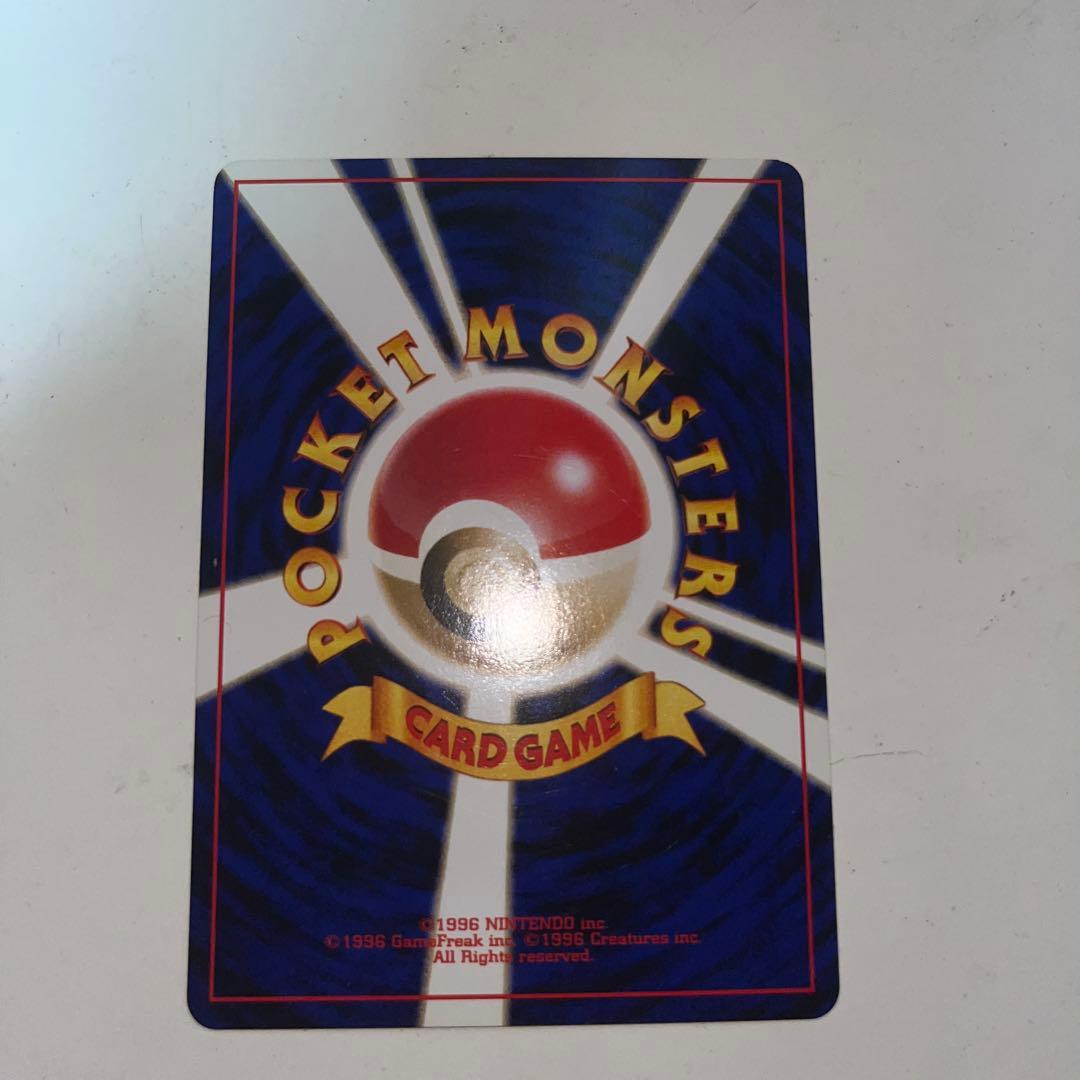 POCKET MONSTERS
CARD GAME
©1996 NINTENDO inc.
©1996 GameFreak inc. ©1996 Creatures inc.
All Rights reserved.